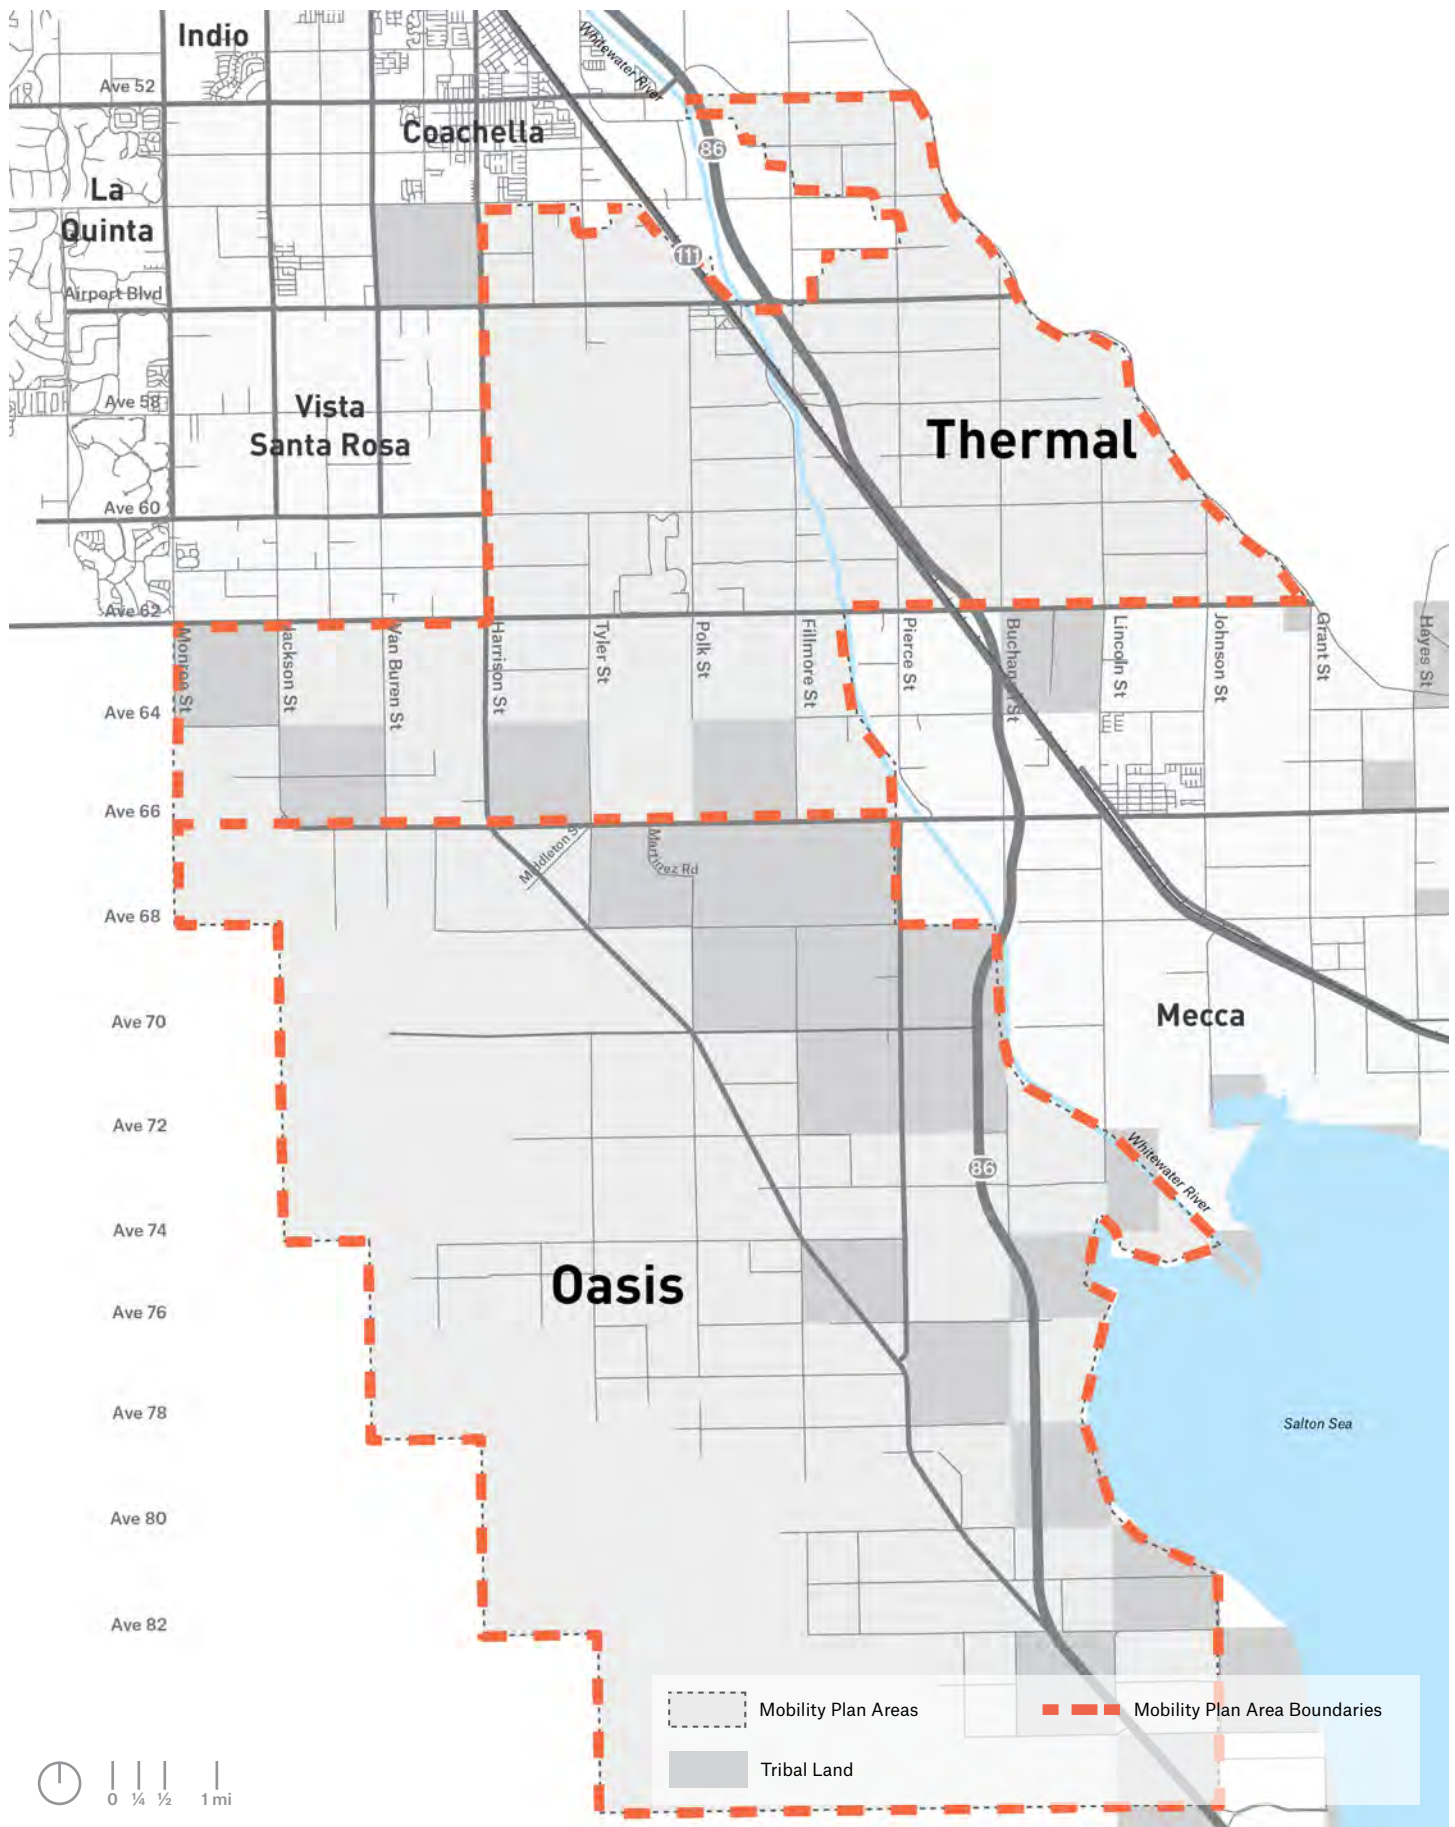 Indio
Whitewater River
Ave 52
Coachella
86
La
Quinta
111
Airport Blvd
Ave 58
Vista
Santa Rosa
Thermal
Ave 60
Ave 62
Monroe St
Jackson St
Van Buren St
Harrison St
Tyler St
Polk St
Fillmore St
Pierce St
Buchanan St
Lincoln St
Johnson St
Grant St
Hayes St
Ave 64
Ave 66
Middleton St
Martinez Rd
Ave 68
Mecca
Ave 70
Ave 72
Whitewater River
86
Ave 74
Oasis
Ave 76
Ave 78
Salton Sea
Ave 80
Ave 82
Mobility Plan Areas
Mobility Plan Area Boundaries
Tribal Land
0 ¼ ½ 1 mi